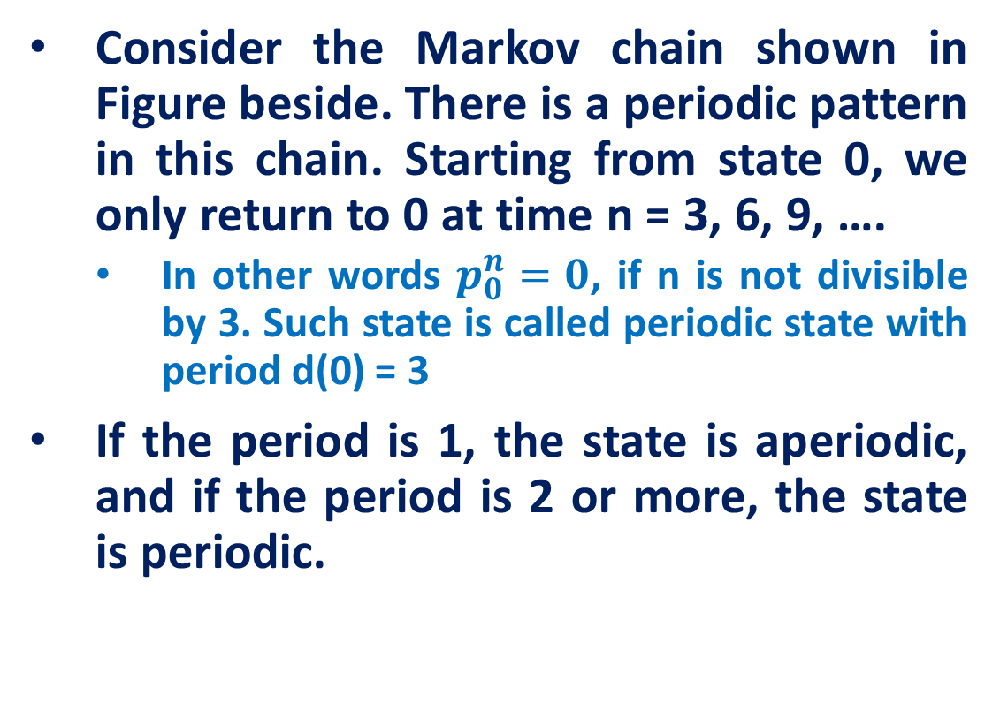 • Consider the Markov chain shown in
Figure beside. There is a periodic pattern
in this chain. Starting from state 0, we
only return to 0 at time n = 3, 6, 9, ….
• In other words $p_0^n = 0$, if n is not divisible
by 3. Such state is called periodic state with
period d(0) = 3
• If the period is 1, the state is aperiodic,
and if the period is 2 or more, the state
is periodic.